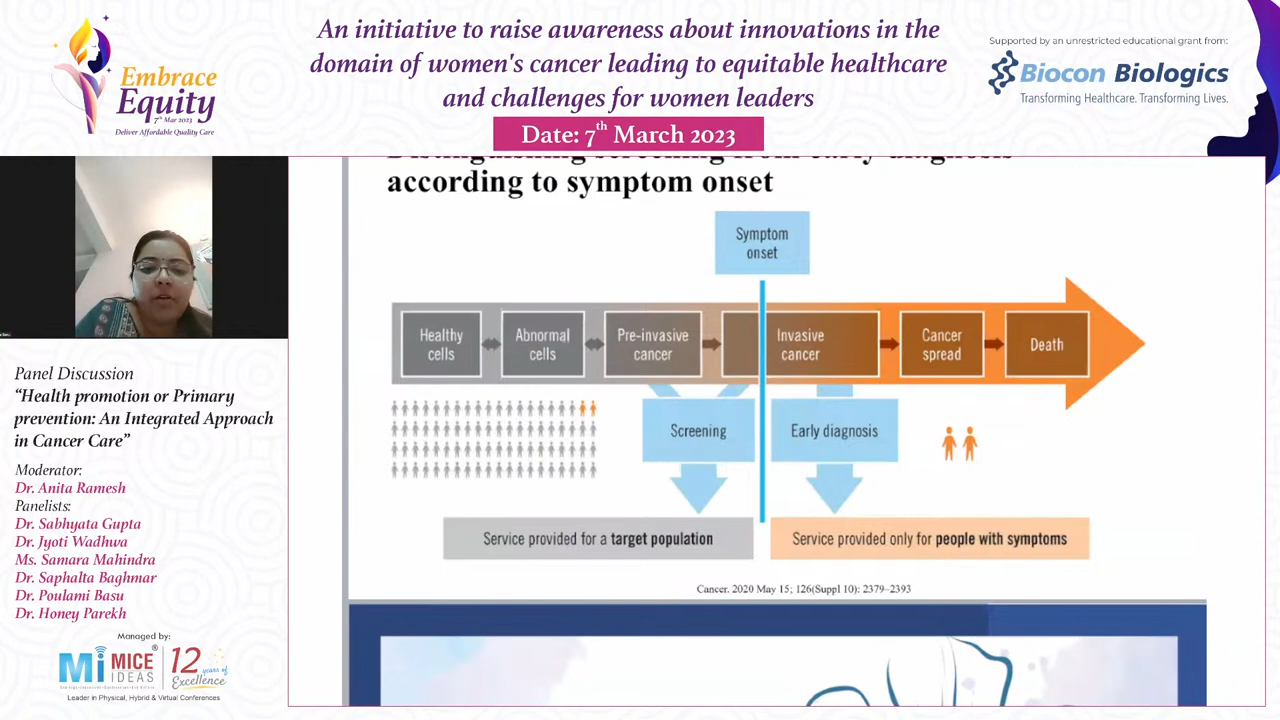 An initiative to raise awareness about innovations in the
domain of women's cancer leading to equitable healthcare
and challenges for women leaders
Date: 7th March 2023
Embrace
Equity
7th Mar 2023
Deliver Affordable Quality Care
Supported by an unrestricted educational grant from:
Biocon Biologics
Transforming Healthcare. Transforming Lives.
Panel Discussion
“Health promotion or Primary
prevention: An Integrated Approach
in Cancer Care”
Moderator:
Dr. Anita Ramesh
Panelists:
Dr. Sabhyata Gupta
Dr. Jyoti Wadhwa
Ms. Samara Mahindra
Dr. Saphalta Baghmar
Dr. Poulami Basu
Dr. Honey Parekh
Managed by:
Mi MICE
IDEAS
®
12 years of
Excellence
Leader in Physical, Hybrid & Virtual Conferences
Distinguishing screening from early diagnosis
according to symptom onset
Symptom
onset
Healthy
cells
Abnormal
cells
Pre-invasive
cancer
Invasive
cancer
Cancer
spread
Death
Screening
Early diagnosis
Service provided for a target population
Service provided only for people with symptoms
Cancer. 2020 May 15; 126(Suppl 10): 2379–2393